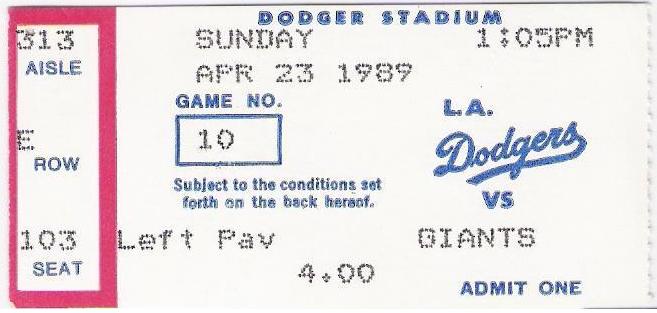 DODGER STADIUM
313 SUNDAY 1:05PM
AISLE APR 23 1989
GAME NO. L.A.
E 10 Dodgers
ROW
Subject to the conditions set
forth on the back hereof. VS
103 Left Pav GIANTS
SEAT 4.00
ADMIT ONE